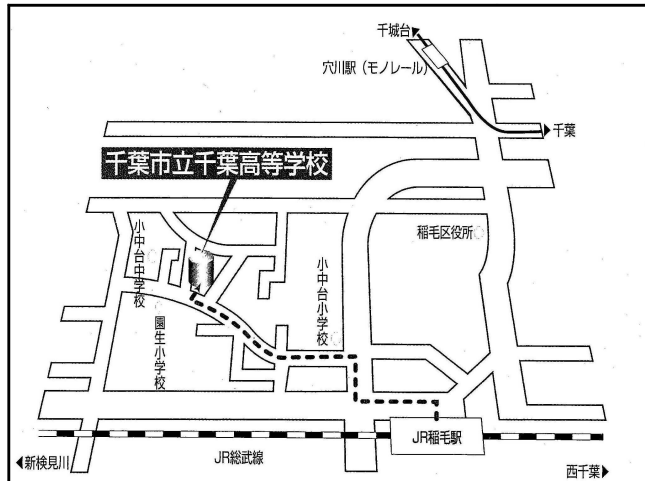 千城台
穴川駅（モノレール）
千葉
千葉市立千葉高等学校
小中台中学校
稲毛区役所
小中台小学校
園生小学校
JR稲毛駅
新検見川
JR総武線
西千葉